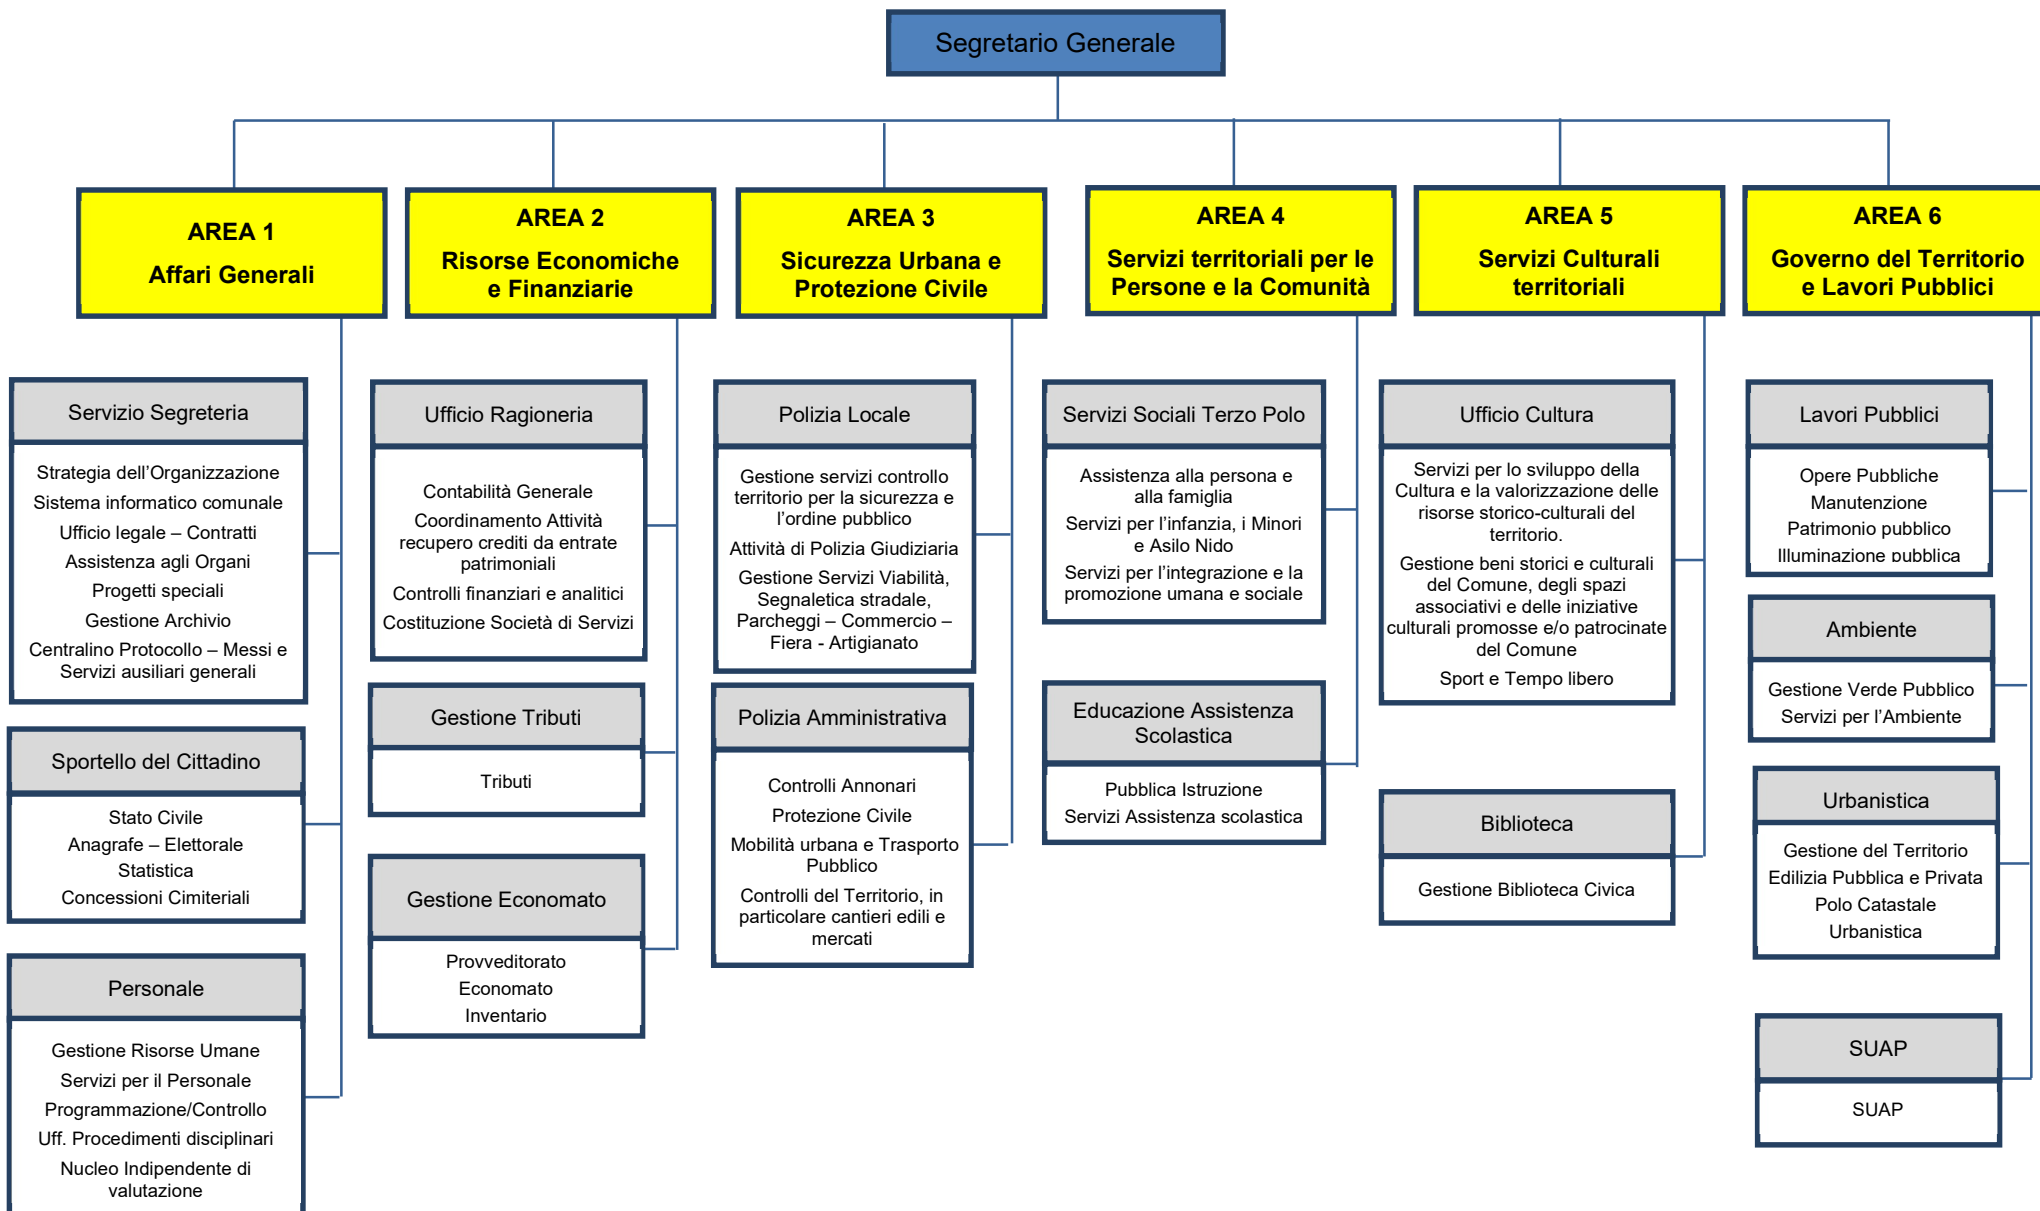 Segretario Generale
AREA 1
Affari Generali
AREA 2
Risorse Economiche
e Finanziarie
AREA 3
Sicurezza Urbana e
Protezione Civile
AREA 4
Servizi territoriali per le
Persone e la Comunità
AREA 5
Servizi Culturali
territoriali
AREA 6
Governo del Territorio
e Lavori Pubblici
Servizio Segreteria
Strategia dell’Organizzazione
Sistema informatico comunale
Ufficio legale – Contratti
Assistenza agli Organi
Progetti speciali
Gestione Archivio
Centralino Protocollo – Messi e
Servizi ausiliari generali
Sportello del Cittadino
Stato Civile
Anagrafe – Elettorale
Statistica
Concessioni Cimiteriali
Personale
Gestione Risorse Umane
Servizi per il Personale
Programmazione/Controllo
Uff. Procedimenti disciplinari
Nucleo Indipendente di
valutazione
Ufficio Ragioneria
Contabilità Generale
Coordinamento Attività
recupero crediti da entrate
patrimoniali
Controlli finanziari e analitici
Costituzione Società di Servizi
Gestione Tributi
Tributi
Gestione Economato
Provveditorato
Economato
Inventario
Polizia Locale
Gestione servizi controllo
territorio per la sicurezza e
l’ordine pubblico
Attività di Polizia Giudiziaria
Gestione Servizi Viabilità,
Segnaletica stradale,
Parcheggi – Commercio –
Fiera - Artigianato
Polizia Amministrativa
Controlli Annonari
Protezione Civile
Mobilità urbana e Trasporto
Pubblico
Controlli del Territorio, in
particolare cantieri edili e
mercati
Servizi Sociali Terzo Polo
Assistenza alla persona e
alla famiglia
Servizi per l’infanzia, i Minori
e Asilo Nido
Servizi per l’integrazione e la
promozione umana e sociale
Educazione Assistenza
Scolastica
Pubblica Istruzione
Servizi Assistenza scolastica
Ufficio Cultura
Servizi per lo sviluppo della
Cultura e la valorizzazione delle
risorse storico-culturali del
territorio.
Gestione beni storici e culturali
del Comune, degli spazi
associativi e delle iniziative
culturali promosse e/o patrocinate
del Comune
Sport e Tempo libero
Biblioteca
Gestione Biblioteca Civica
Lavori Pubblici
Opere Pubbliche
Manutenzione
Patrimonio pubblico
Illuminazione pubblica
Ambiente
Gestione Verde Pubblico
Servizi per l’Ambiente
Urbanistica
Gestione del Territorio
Edilizia Pubblica e Privata
Polo Catastale
Urbanistica
SUAP
SUAP